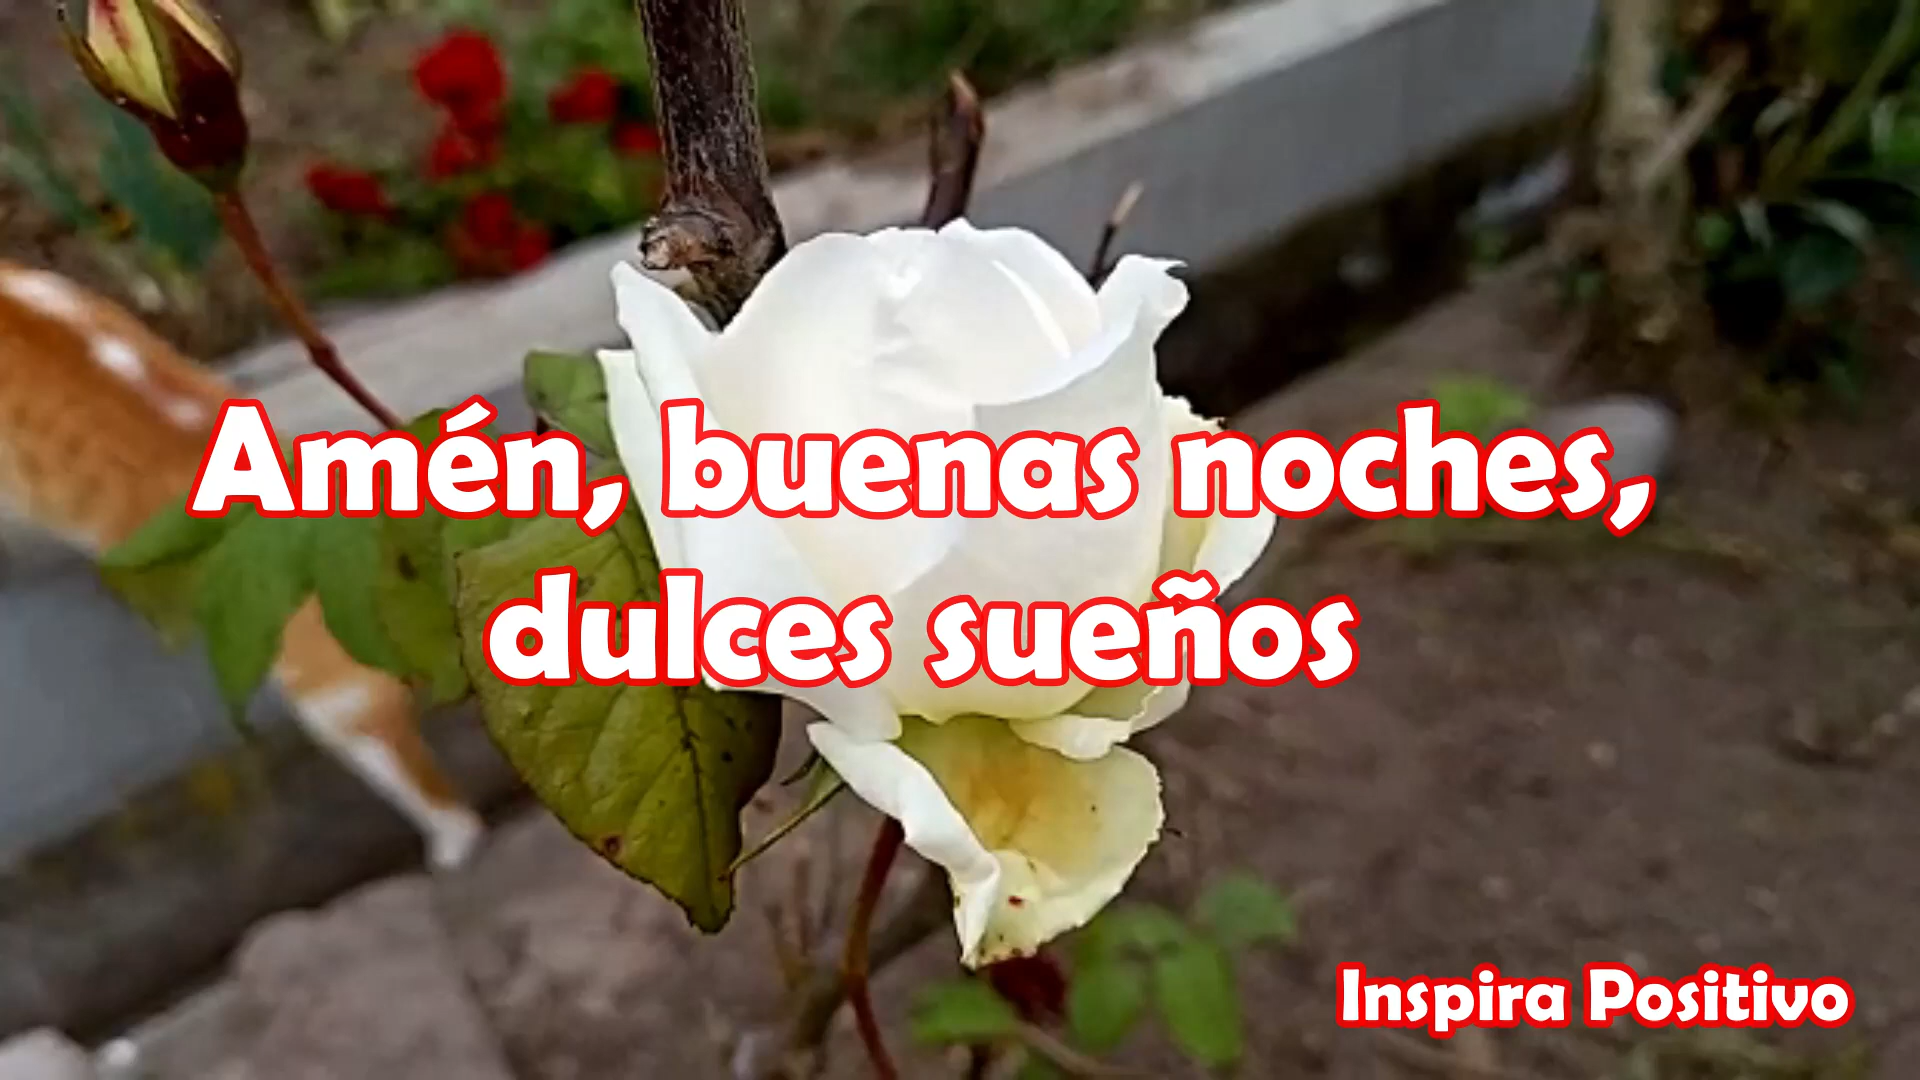 Amén, buenas noches,
dulces sueños
Inspira Positivo